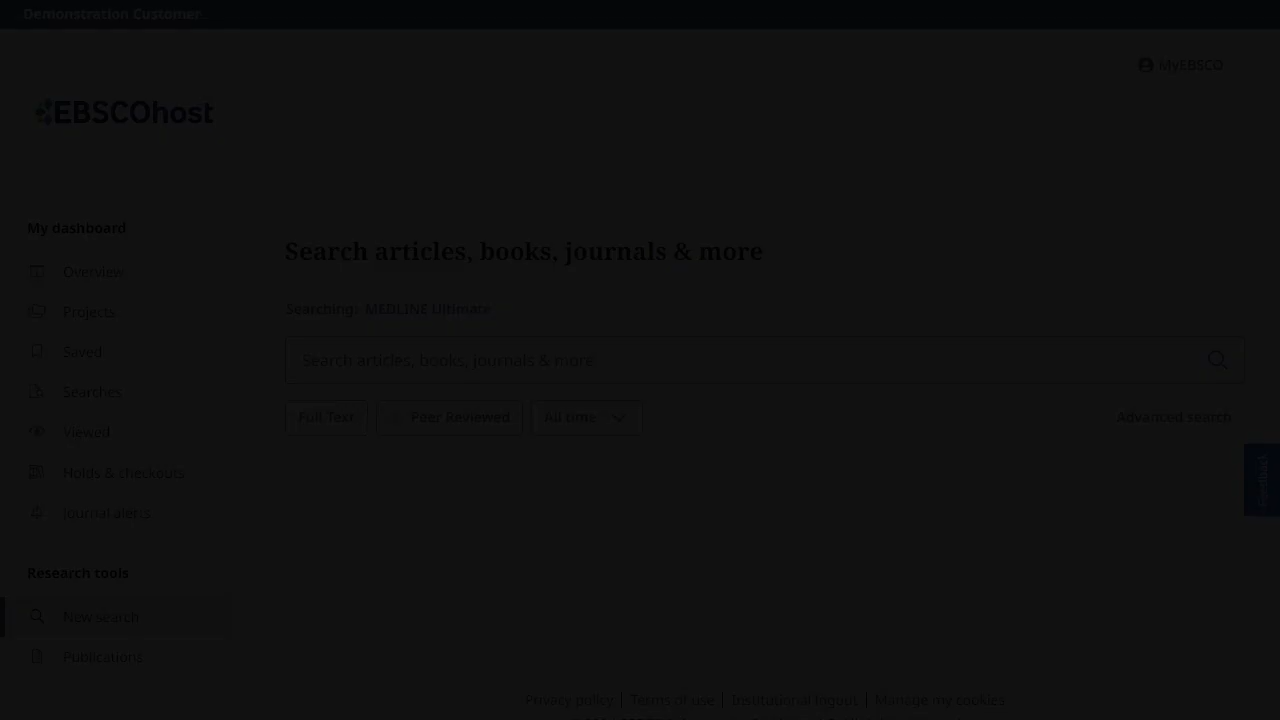 Demonstration Customer
MyEBSCO
EBSCOhost
My dashboard
Overview
Projects
Saved
Searches
Viewed
Holds & checkouts
Journal alerts
Research tools
New search
Publications
Search articles, books, journals & more
Searching: MEDLINE Ultimate
Search articles, books, journals & more
Full Text
Peer Reviewed
All time
Advanced search
Feedback
Privacy policy | Terms of use | Institutional logout | Manage my cookies